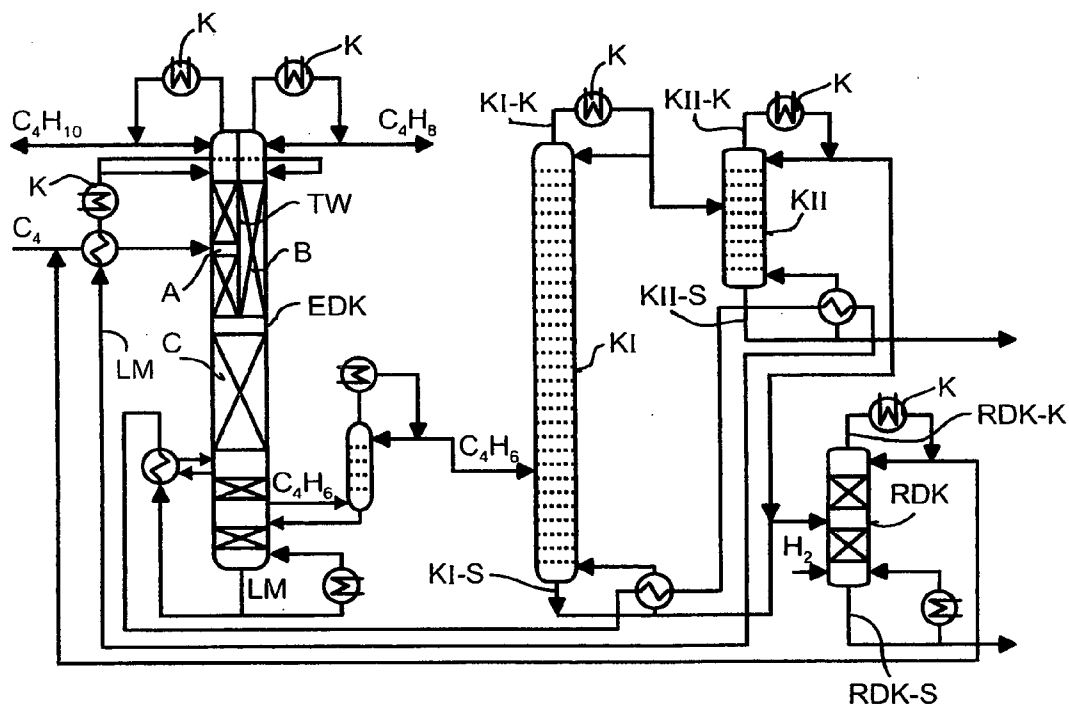 K
K
K
KI-K
KII-K
K
C₄H₁₀
C₄H₈
K
TW
KII
C₄
A
B
KII-S
EDK
LM
C
KI
K
RDK-K
C₄H₆
C₄H₆
RDK
H₂
KI-S
LM
RDK-S